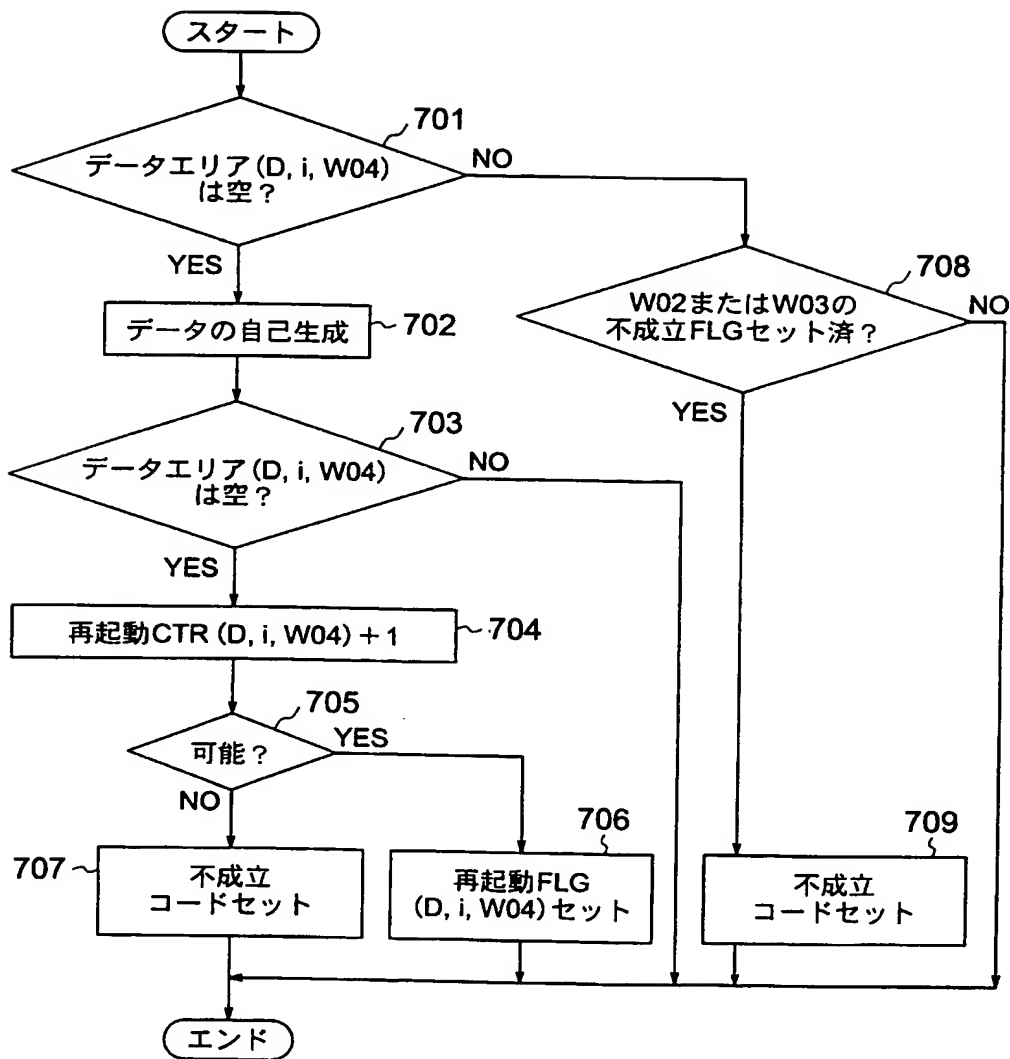 スタート
701
データエリア(D, i, W04)
は空?
NO
YES
データの自己生成
702
703
データエリア(D, i, W04)
は空?
NO
YES
再起動CTR (D, i, W04)+1
704
705
可能?
YES
NO
707
不成立
コードセット
706
再起動FLG
(D, i, W04)セット
708
W02またはW03の
不成立FLGセット済?
NO
YES
709
不成立
コードセット
エンド